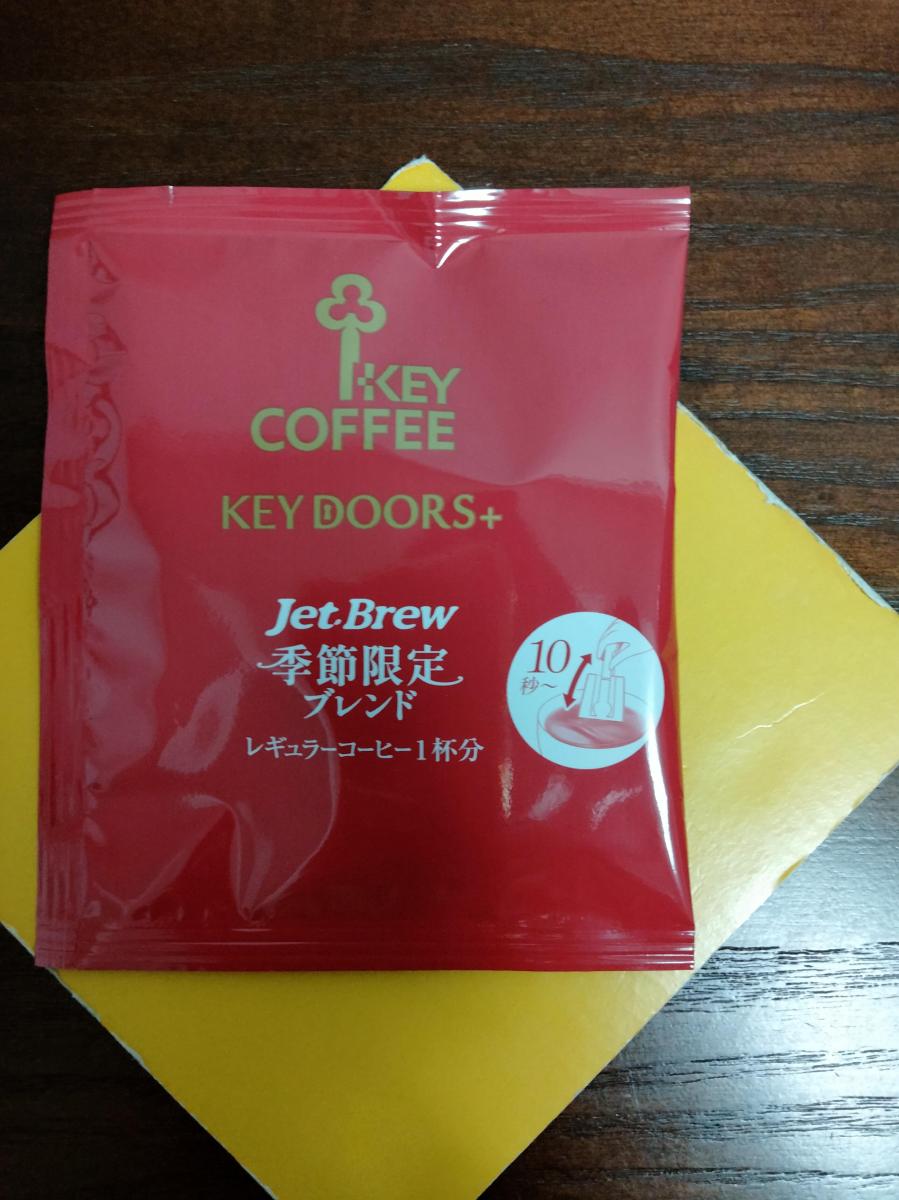 KEY
COFFEE
KEY DOORS+
Jet Brew
季節限定
ブレンド
レギュラーコーヒー1杯分
10
秒〜